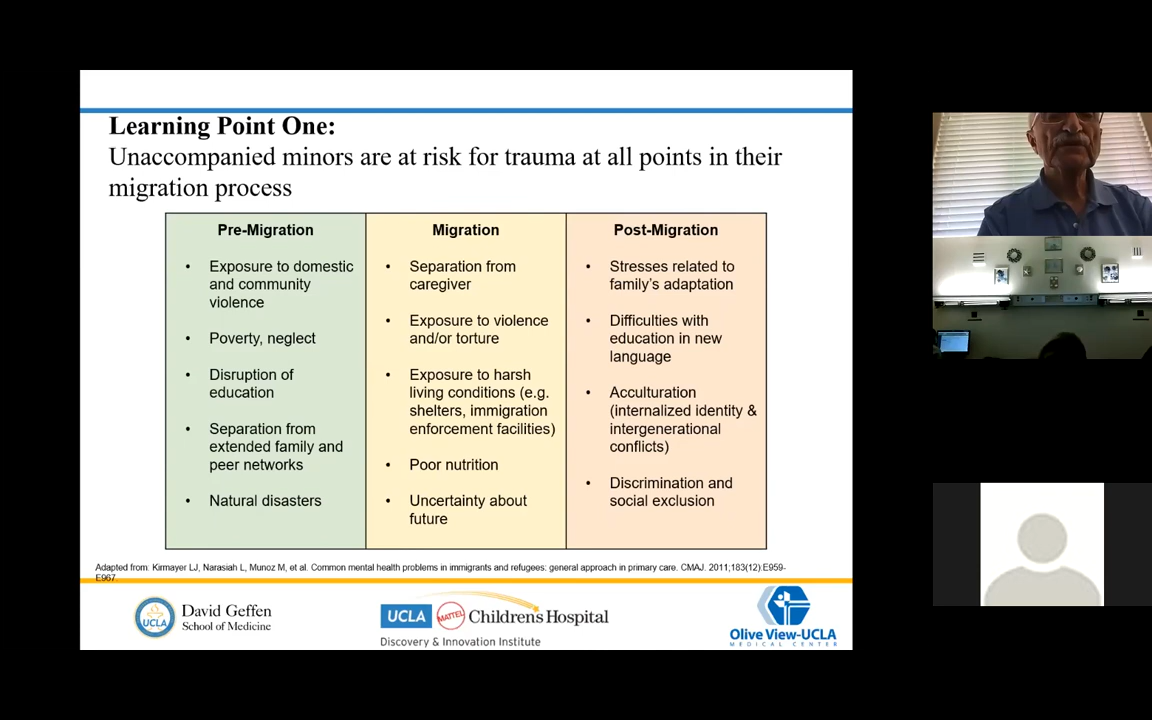 Learning Point One:
Unaccompanied minors are at risk for trauma at all points in their
migration process
Pre-Migration
• Exposure to domestic
and community
violence
• Poverty, neglect
• Disruption of
education
• Separation from
extended family and
peer networks
• Natural disasters
Migration
• Separation from
caregiver
• Exposure to violence
and/or torture
• Exposure to harsh
living conditions (e.g.
shelters, immigration
enforcement facilities)
• Poor nutrition
• Uncertainty about
future
Post-Migration
• Stresses related to
family's adaptation
• Difficulties with
education in new
language
• Acculturation
(internalized identity &
intergenerational
conflicts)
• Discrimination and
social exclusion
Adapted from: Kirmayer LJ, Narasiah L, Munoz M, et al. Common mental health problems in immigrants and refugees: general approach in primary care. CMAJ. 2011;183(12):E959-
E967.
UCLA
David Geffen
School of Medicine
UCLA MATTEL Children's Hospital
Discovery & Innovation Institute
Olive View-UCLA
MEDICAL CENTER